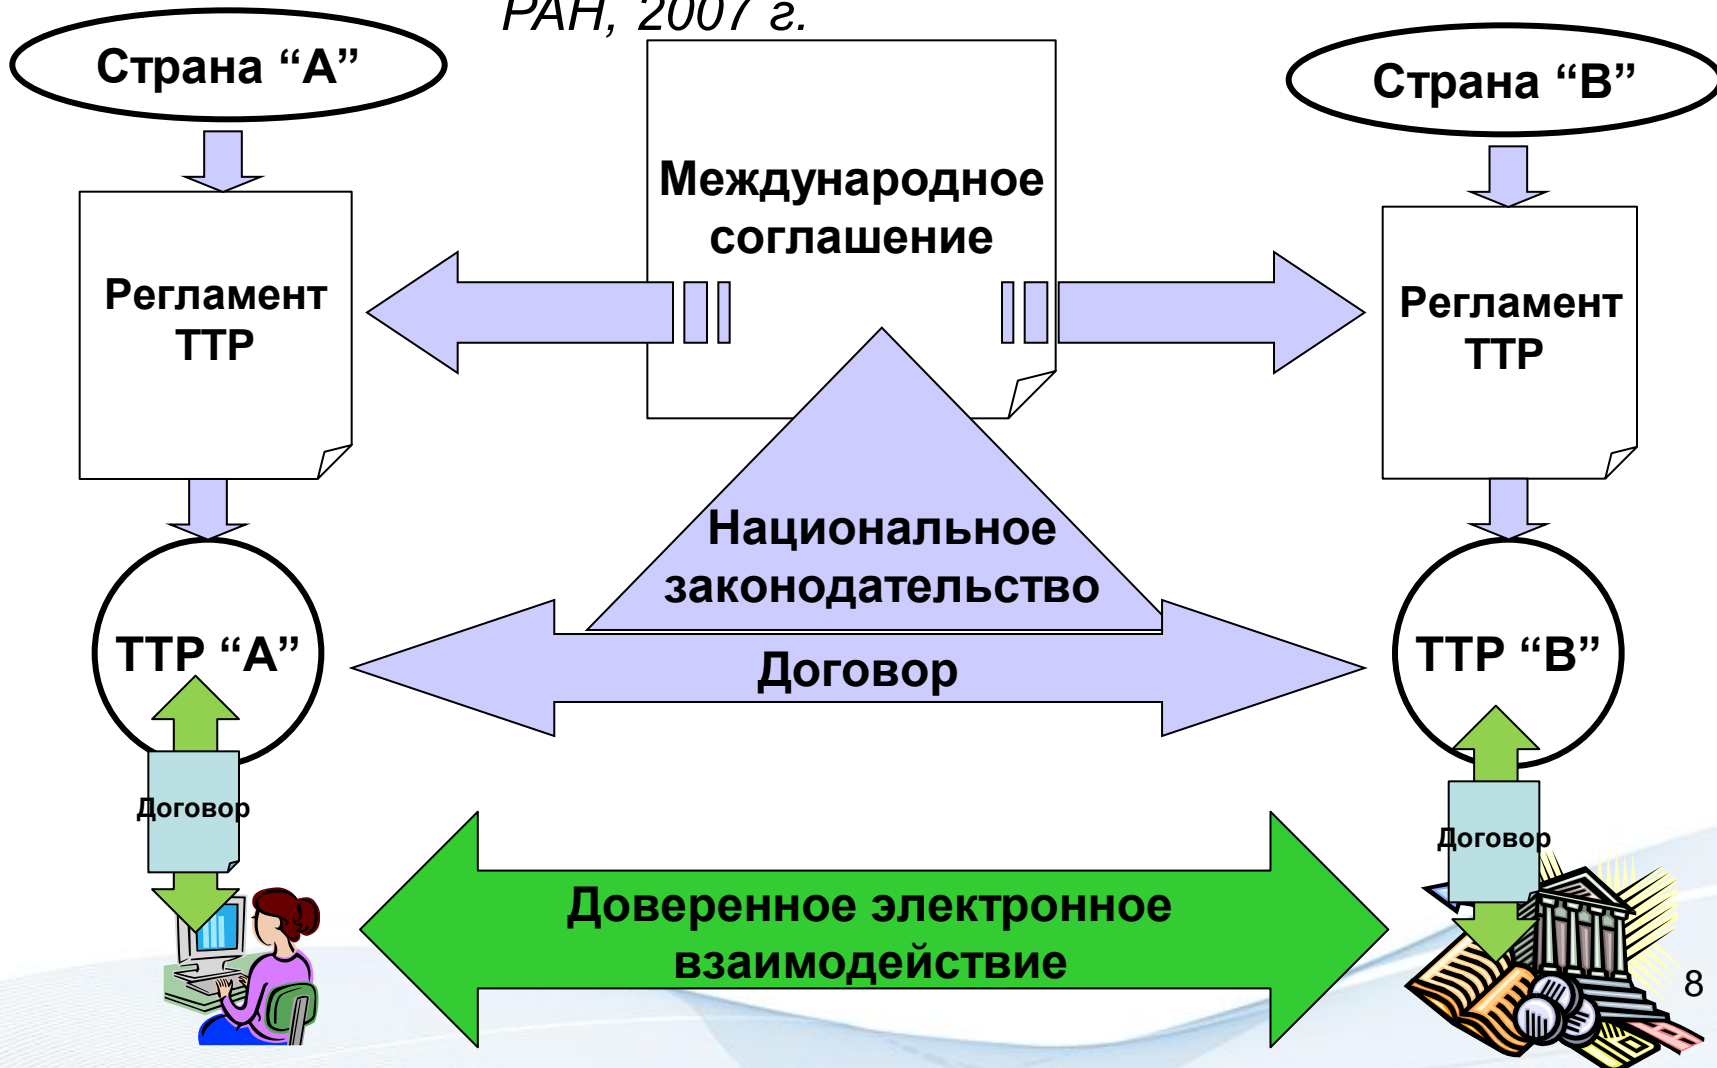 РАН, 2007 г.
Страна “А”
Страна “В”
Международное
соглашение
Регламент
ТТР
Регламент
ТТР
Национальное
законодательство
ТТР “А”
Договор
ТТР “В”
Договор
Договор
Доверенное электронное
взаимодействие
8